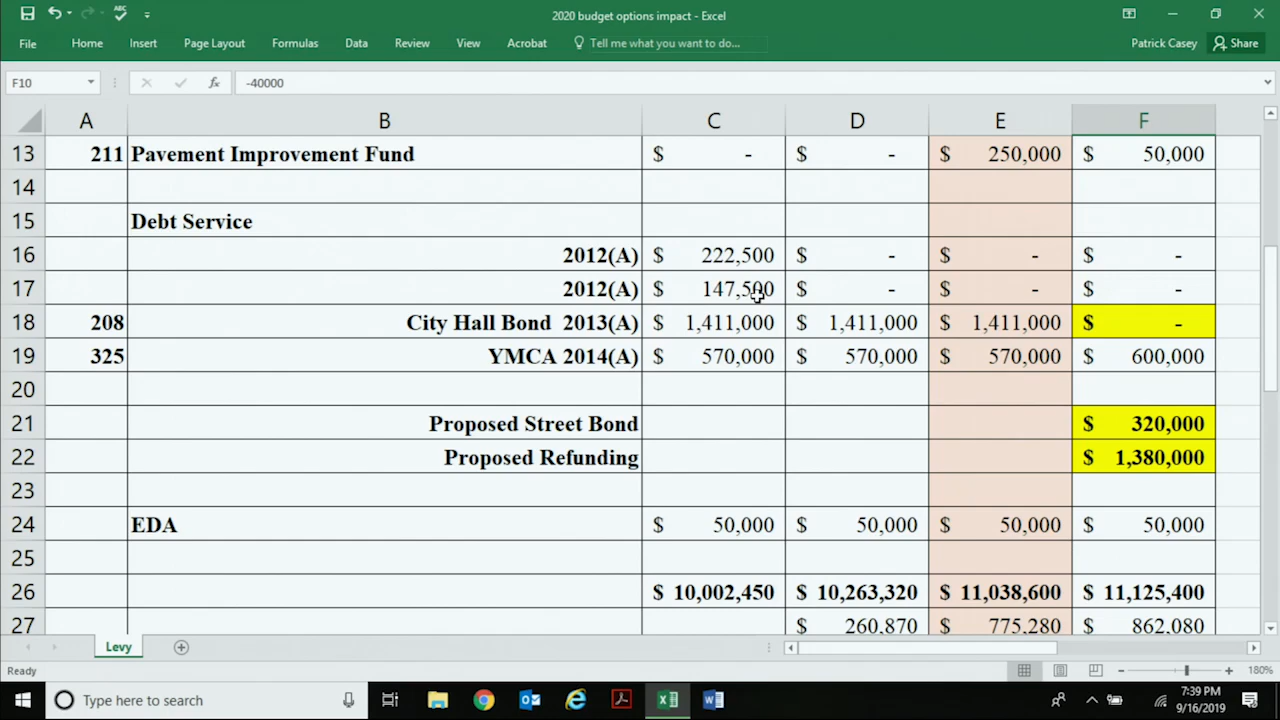 ABC
2020 budget options impact - Excel
File Home Insert Page Layout Formulas Data Review View Acrobat Tell me what you want to do... Patrick Casey Share
F10 fx -40000
A B C D E F
13 211 Pavement Improvement Fund $ - $ - $ 250,000 $ 50,000
14
15 Debt Service
16 2012(A) $ 222,500 $ - $ - $ -
17 2012(A) $ 147,500 $ - $ - $ -
18 208 City Hall Bond 2013(A) $ 1,411,000 $ 1,411,000 $ 1,411,000 $ -
19 325 YMCA 2014(A) $ 570,000 $ 570,000 $ 570,000 $ 600,000
20
21 Proposed Street Bond $ 320,000
22 Proposed Refunding $ 1,380,000
23
24 EDA $ 50,000 $ 50,000 $ 50,000 $ 50,000
25
26 $ 10,002,450 $ 10,263,320 $ 11,038,600 $ 11,125,400
27 $ 260,870 $ 775,280 $ 862,080
Levy
Ready 180%
Type here to search 7:39 PM
9/16/2019